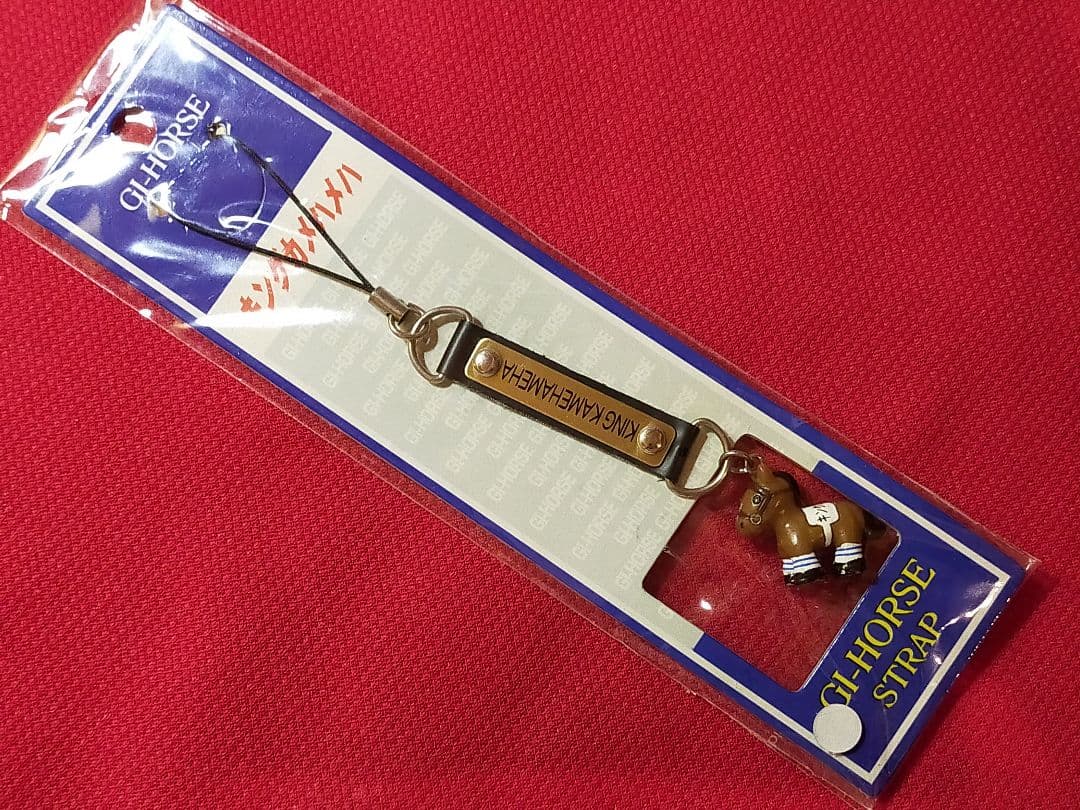 GI-HORSE
キングカメハメハ
KING KAMEHAMEHA
GI-HORSE
STRAP